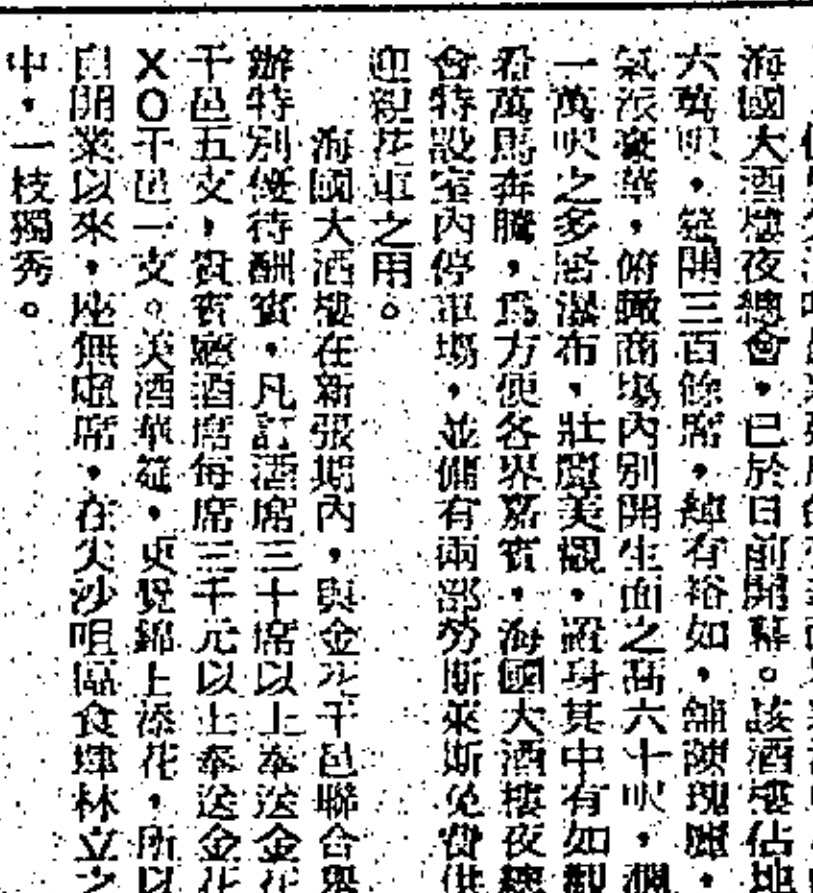 海國大酒樓夜總會，已於日前開幕。該酒樓佔地
六萬呎，筵開三百餘席，綽有裕如，舖陳瑰麗，
氣派豪華，俯瞰商場內別開生面之高六十呎，濶
一萬呎之多層瀑布，壯麗美觀，置身其中有如觀
看萬馬奔騰，爲方便各界嘉賓，海國大酒樓夜總
會特設室內停車塲，並備有兩部勞斯萊斯免費供
迎親花車之用。
海國大酒樓在新張期內，與金花干邑聯合舉
辦特別優待酬賓，凡訂酒席三十席以上奉送金花
干邑五支，貴賓廳酒席每席三千元以上奉送金花
XO干邑一支。美酒華筵，更覺錦上添花，所以
自開業以來，座無虛席，在尖沙咀區食肆林立之
中，一枝獨秀。